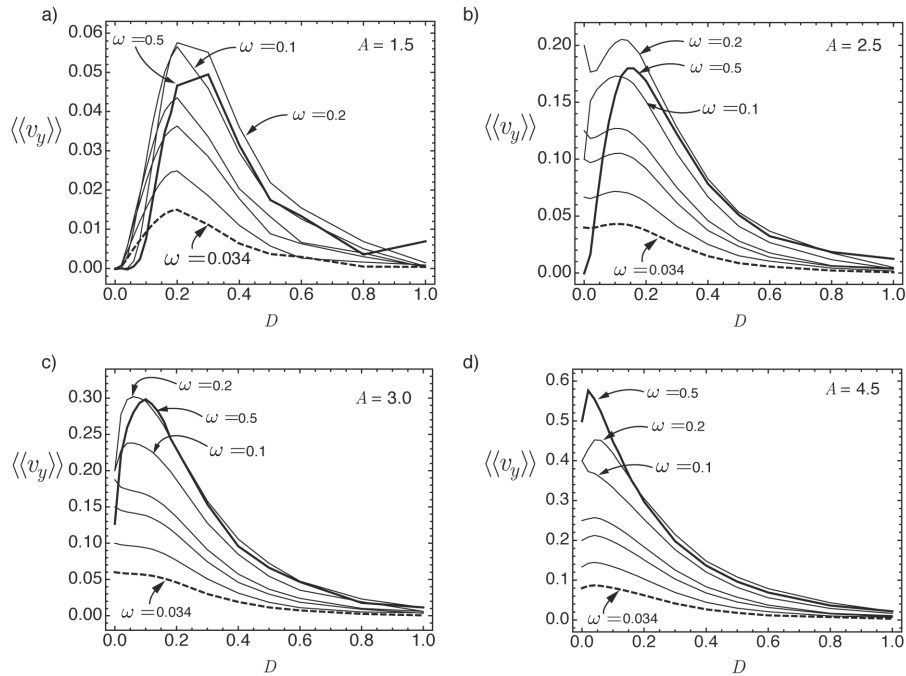 a)
A = 1.5
ω = 0.5
ω = 0.1
ω = 0.2
ω = 0.034
⟨⟨v_y⟩⟩
0.06
0.05
0.04
0.03
0.02
0.01
0.00
0.0 0.2 0.4 0.6 0.8 1.0
D
b)
A = 2.5
ω = 0.2
ω = 0.5
ω = 0.1
ω = 0.034
⟨⟨v_y⟩⟩
0.20
0.15
0.10
0.05
0.00
0.0 0.2 0.4 0.6 0.8 1.0
D
c)
A = 3.0
ω = 0.2
ω = 0.5
ω = 0.1
ω = 0.034
⟨⟨v_y⟩⟩
0.30
0.25
0.20
0.15
0.10
0.05
0.00
0.0 0.2 0.4 0.6 0.8 1.0
D
d)
A = 4.5
ω = 0.5
ω = 0.2
ω = 0.1
ω = 0.034
⟨⟨v_y⟩⟩
0.6
0.5
0.4
0.3
0.2
0.1
0.0
0.0 0.2 0.4 0.6 0.8 1.0
D